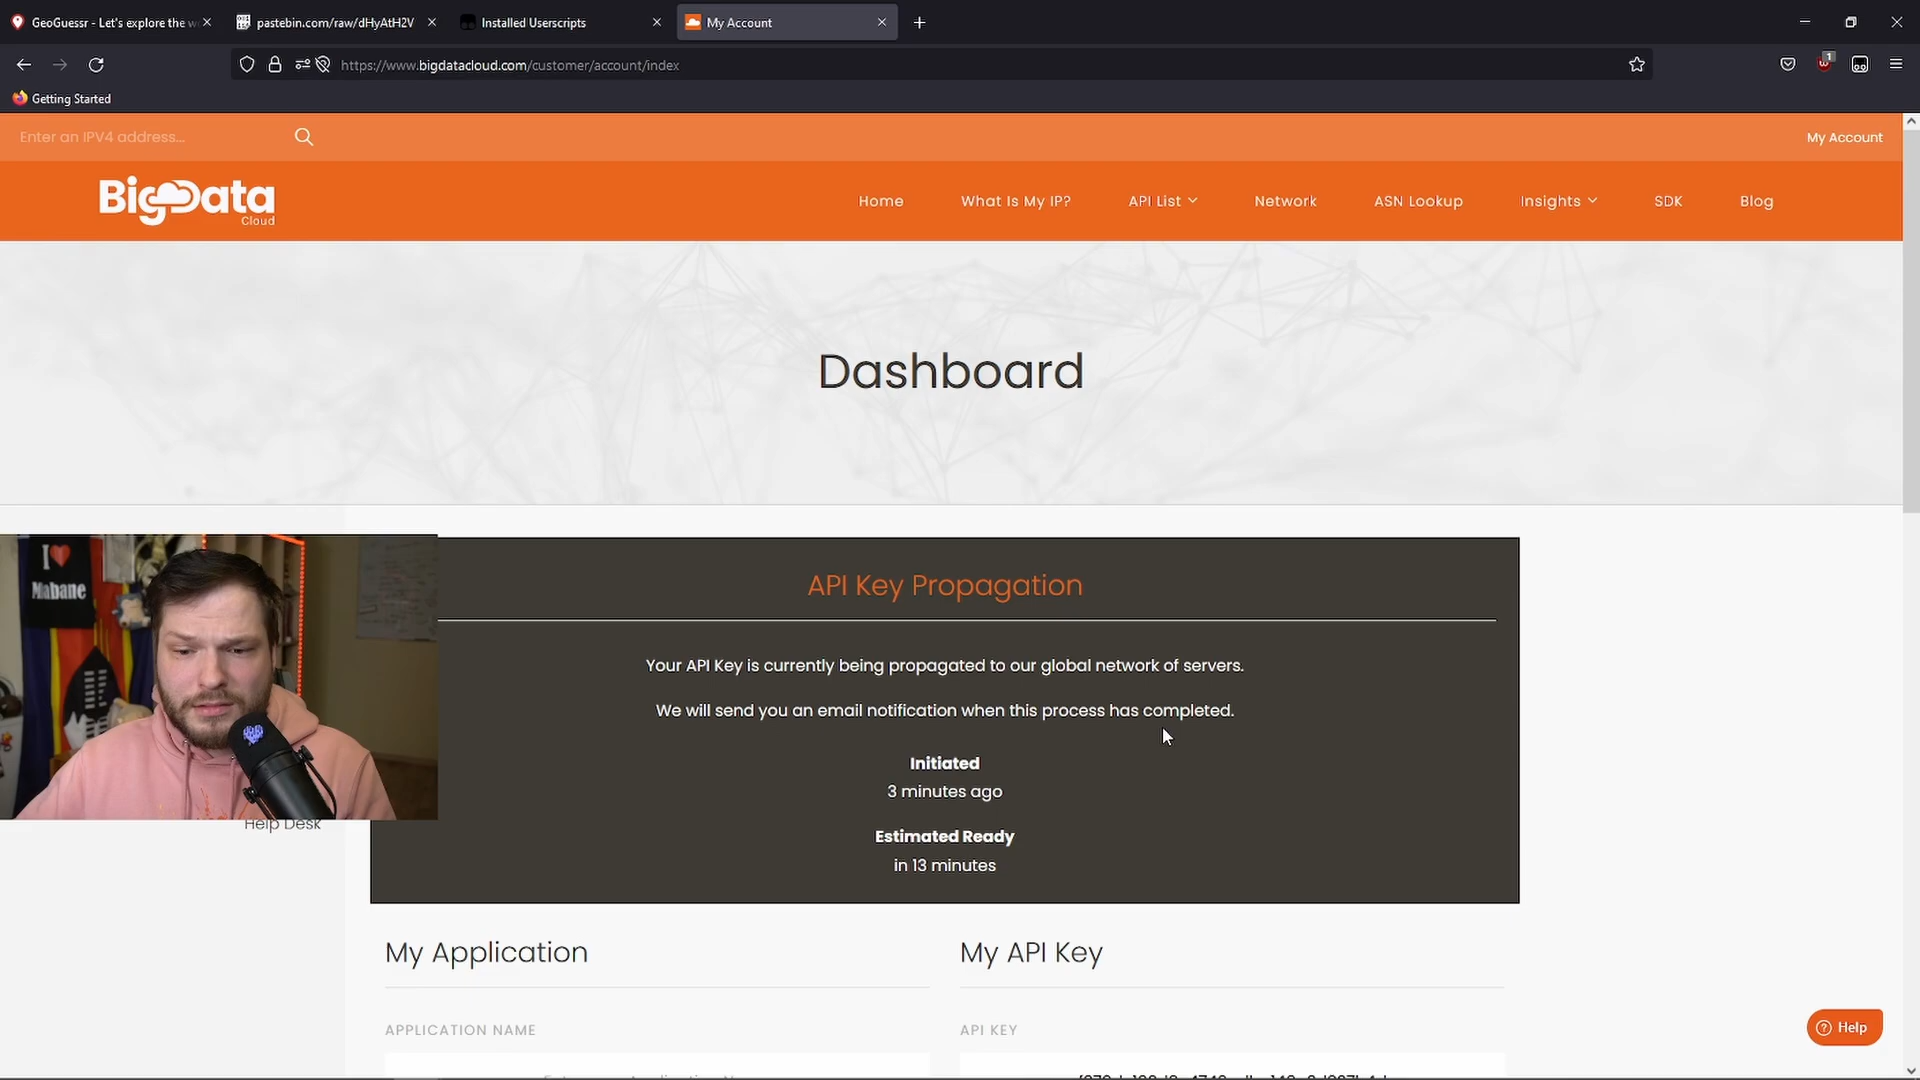 GeoGuessr - Let's explore the w
pastebin.com/raw/dHyAtH2V
Installed Userscripts
My Account
https://www.bigdatacloud.com/customer/account/index
1
Getting Started
Enter an IPV4 address...
My Account
BigData
Cloud
Home
What Is My IP?
API List
Network
ASN Lookup
Insights
SDK
Blog
Dashboard
I
Mabane
API Key Propagation
Your API Key is currently being propagated to our global network of servers.
We will send you an email notification when this process has completed.
Initiated
3 minutes ago
Estimated Ready
in 13 minutes
Help Desk
My Application
My API Key
APPLICATION NAME
API KEY
Help